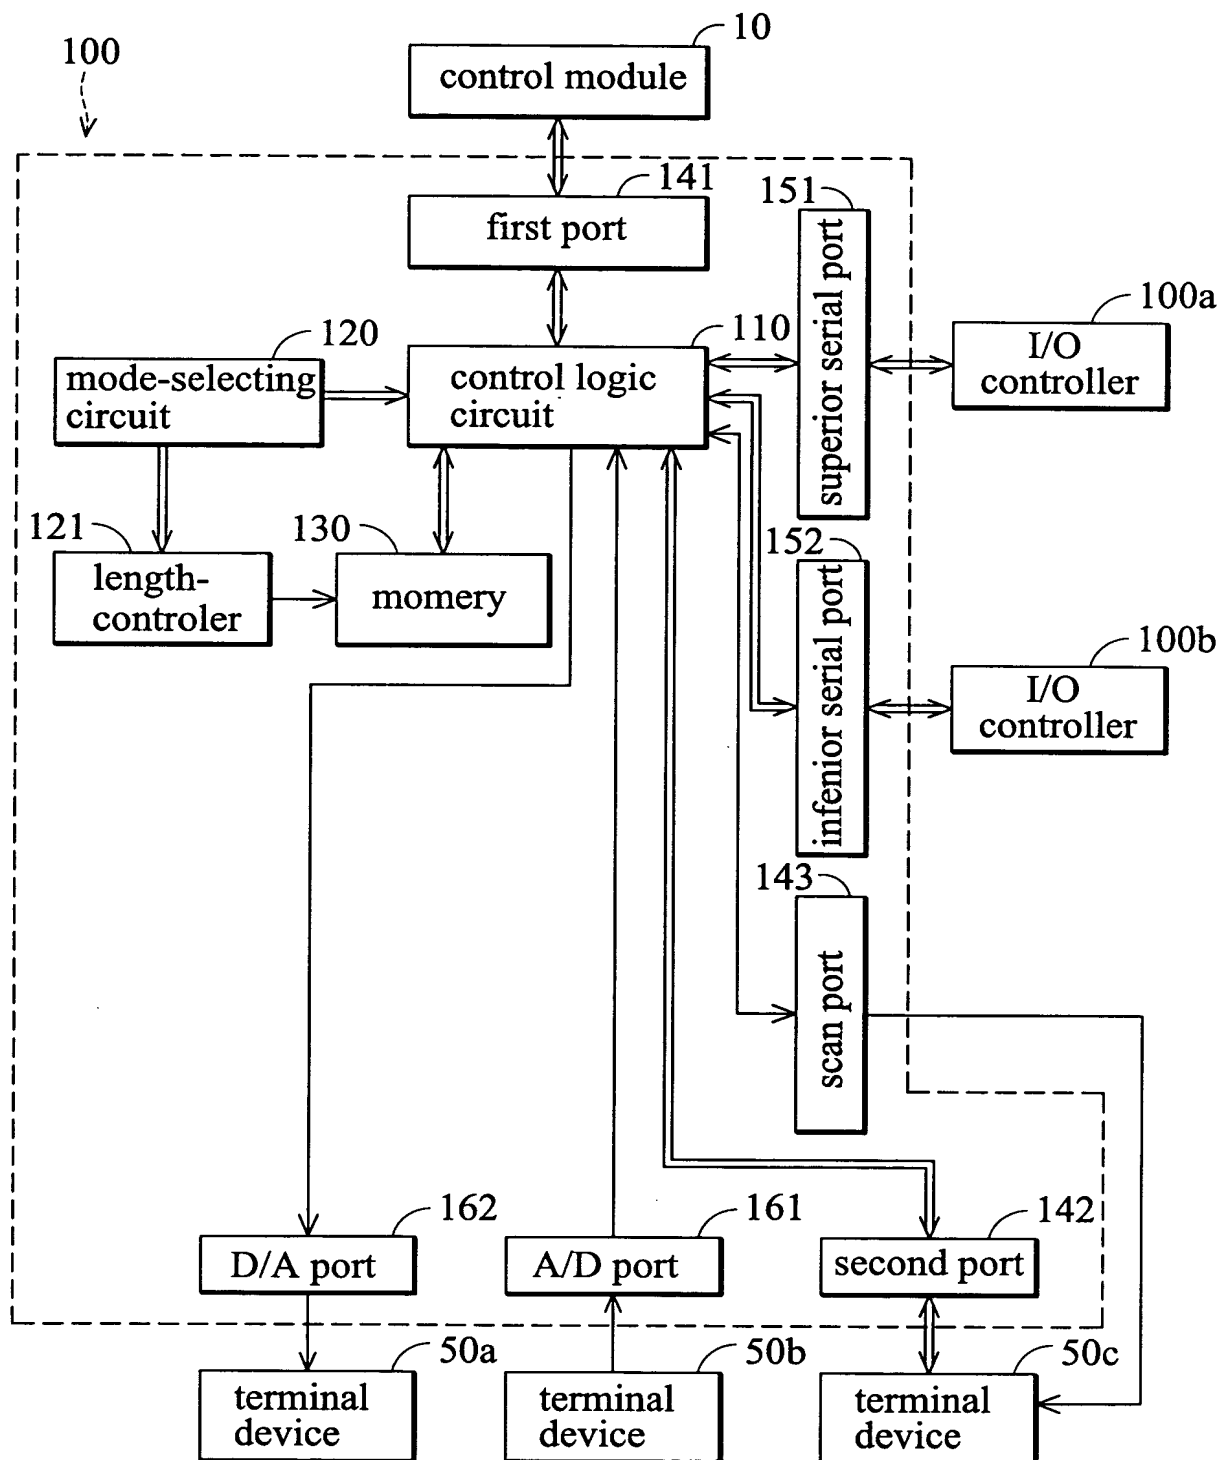 10
100
control module
141
first port
151
superior serial port
100a
I/O
controller
120
mode-selecting
circuit
110
control logic
circuit
121
length-
controler
130
momery
152
infenior serial port
100b
I/O
controller
143
scan port
162
D/A port
161
A/D port
142
second port
50a
terminal
device
50b
terminal
device
50c
terminal
device